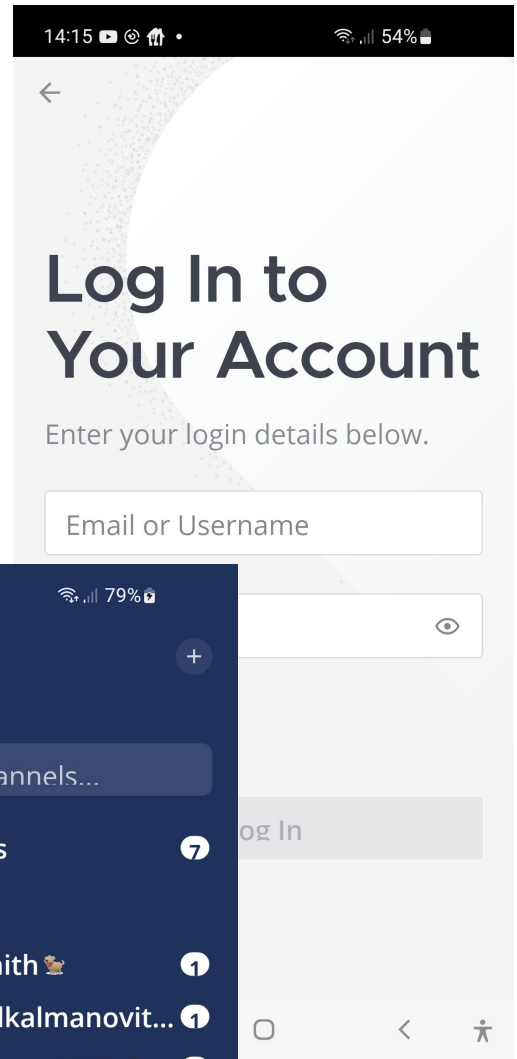 14:15 54%
Log In to
Your Account
Enter your login details below.
Email or Username
79%
+
annels...
s 7
og In
ith 1
lkalmanovit... 1